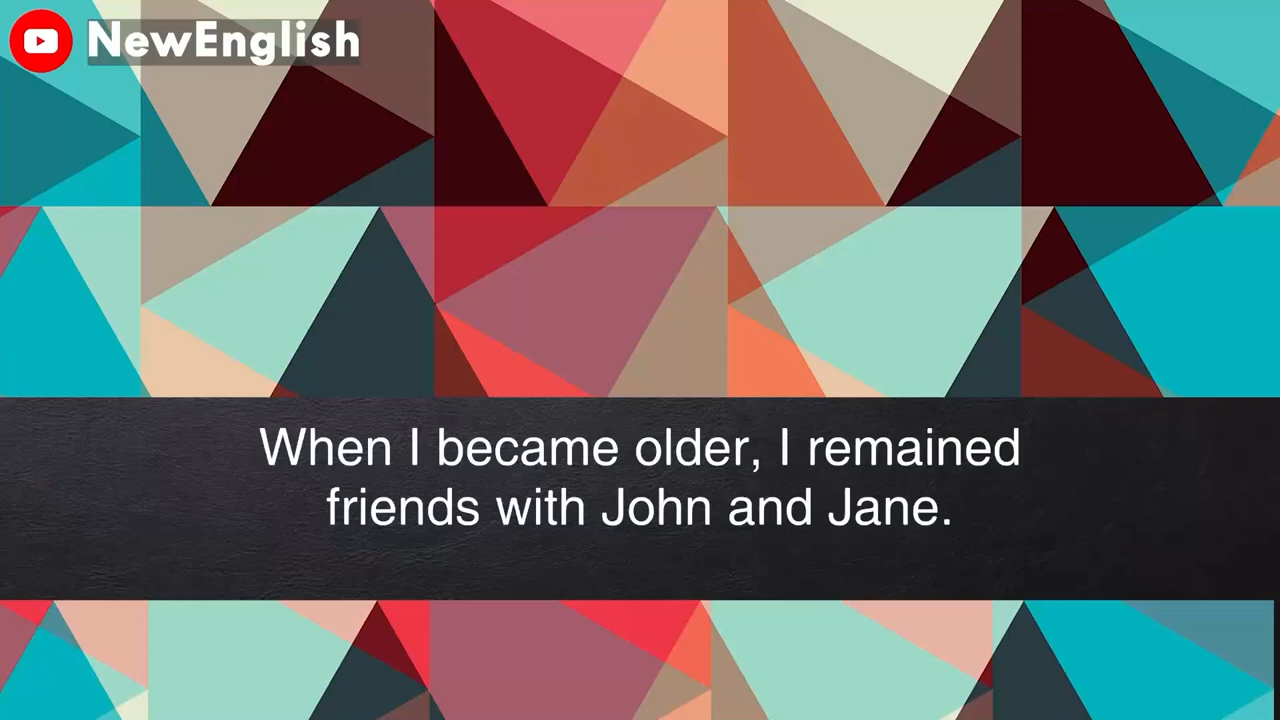 NewEnglish
When I became older, I remained
friends with John and Jane.